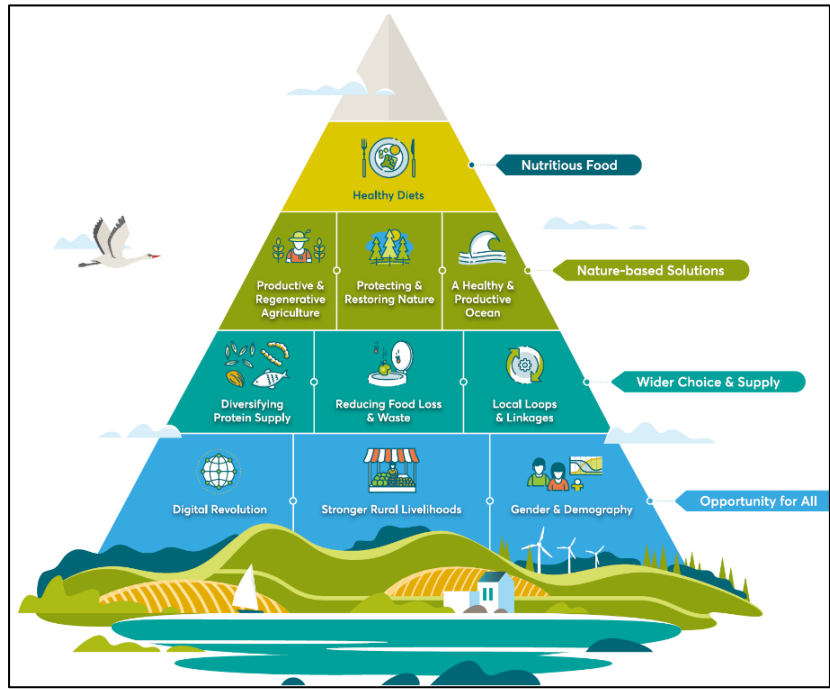 Healthy Diets
Nutritious Food
Productive &
Regenerative
Agriculture
Protecting &
Restoring Nature
A Healthy &
Productive
Ocean
Nature-based Solutions
Diversifying
Protein Supply
Reducing Food Loss
& Waste
Local Loops
& Linkages
Wider Choice & Supply
Digital Revolution
Stronger Rural Livelihoods
Gender & Demography
Opportunity for All